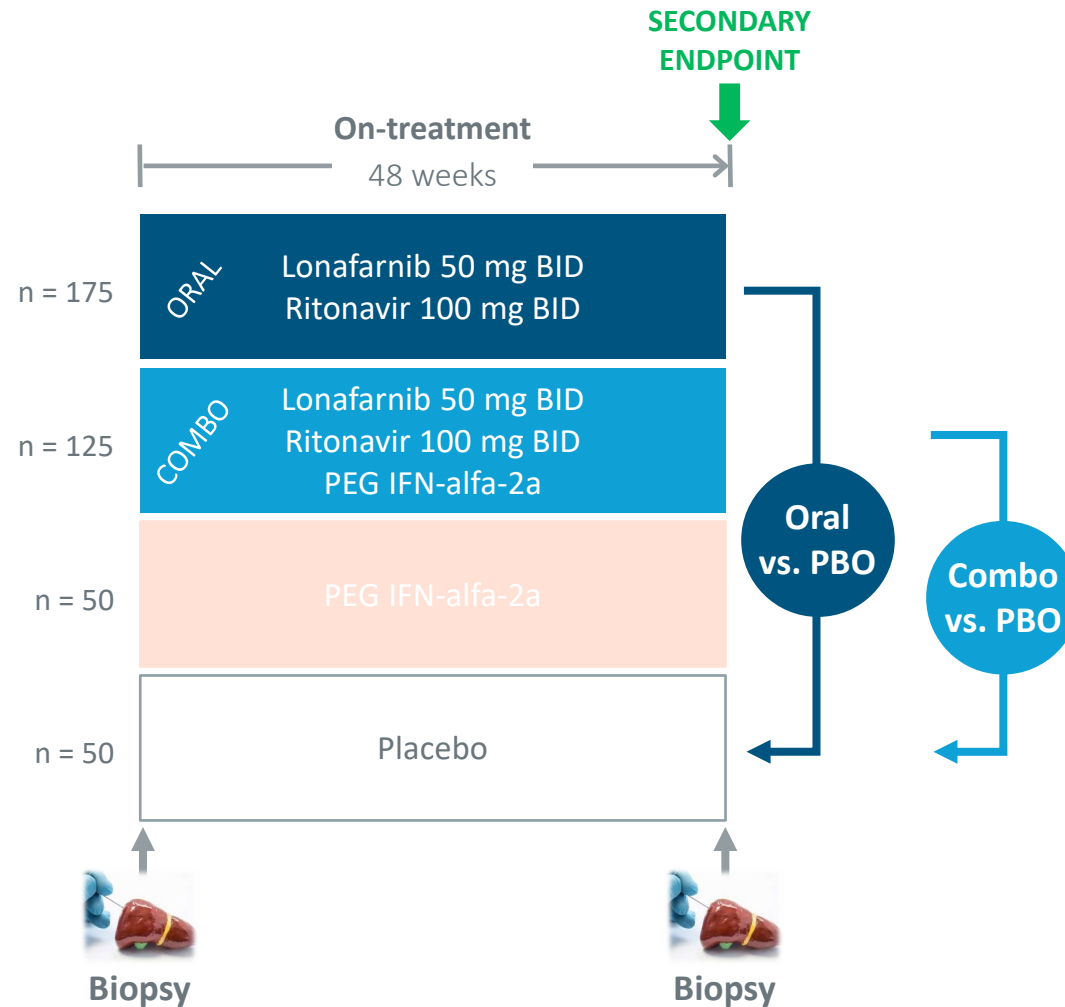 SECONDARY
ENDPOINT
On-treatment
48 weeks
n = 175
ORAL
Lonafarnib 50 mg BID
Ritonavir 100 mg BID
n = 125
COMBO
Lonafarnib 50 mg BID
Ritonavir 100 mg BID
PEG IFN-alfa-2a
n = 50
PEG IFN-alfa-2a
n = 50
Placebo
Oral
vs. PBO
Combo
vs. PBO
Biopsy
Biopsy